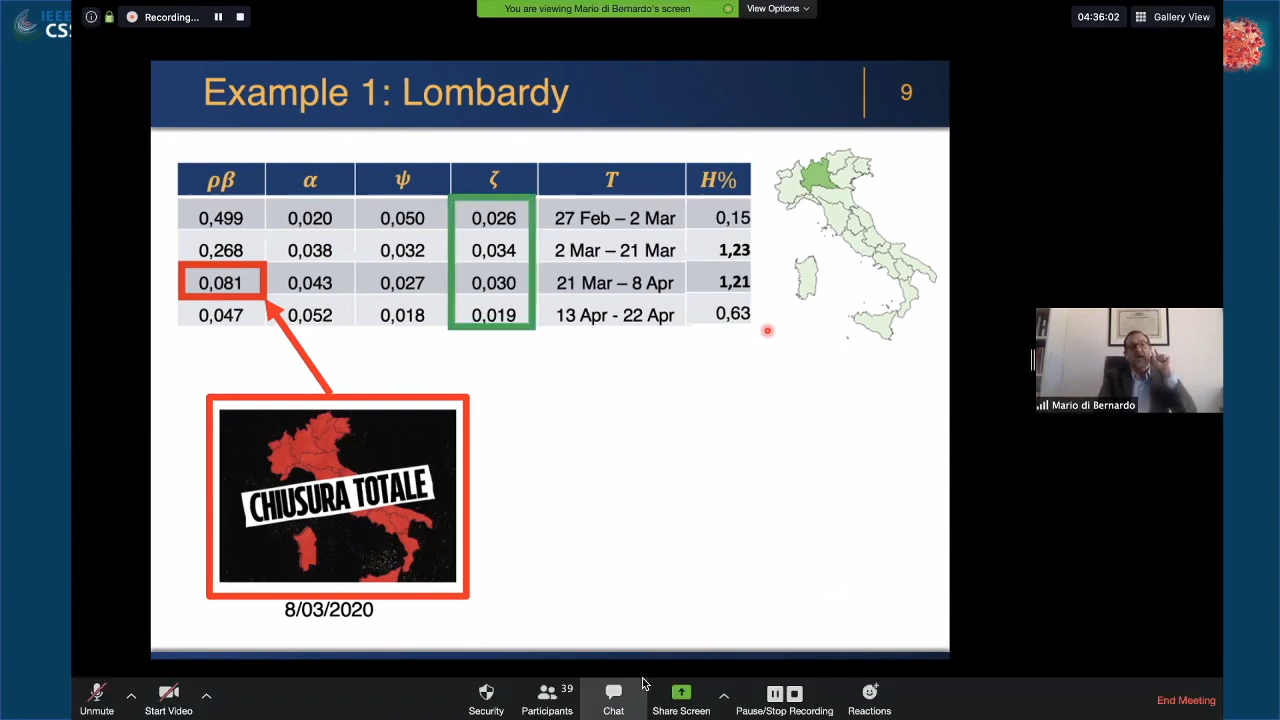 IEEE
CSS
Recording...
You are viewing Mario di Bernardo's screen
View Options
04:36:02
Gallery View
Example 1: Lombardy
9
ρβ α ψ ζ T H%
0,499 0,020 0,050 0,026 27 Feb – 2 Mar 0,15
0,268 0,038 0,032 0,034 2 Mar – 21 Mar 1,23
0,081 0,043 0,027 0,030 21 Mar – 8 Apr 1,21
0,047 0,052 0,018 0,019 13 Apr - 22 Apr 0,63
CHIUSURA TOTALE
8/03/2020
Mario di Bernardo
Unmute
Start Video
Security
Participants 39
Chat
Share Screen
Pause/Stop Recording
Reactions
End Meeting